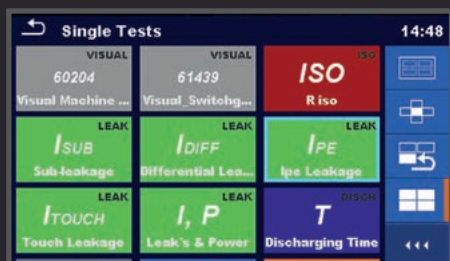 Single Tests 14:48
VISUAL VISUAL ISO
60204 61439 ISO
Visual Machine ... Visual_Switchg... R iso
LEAK LEAK LEAK
ISUB IDIFF IPE
Sub-leakage Differential Lea... Ipe Leakage
LEAK LEAK DISCH
ITOUCH I, P T
Touch Leakage Leak's & Power Discharging Time